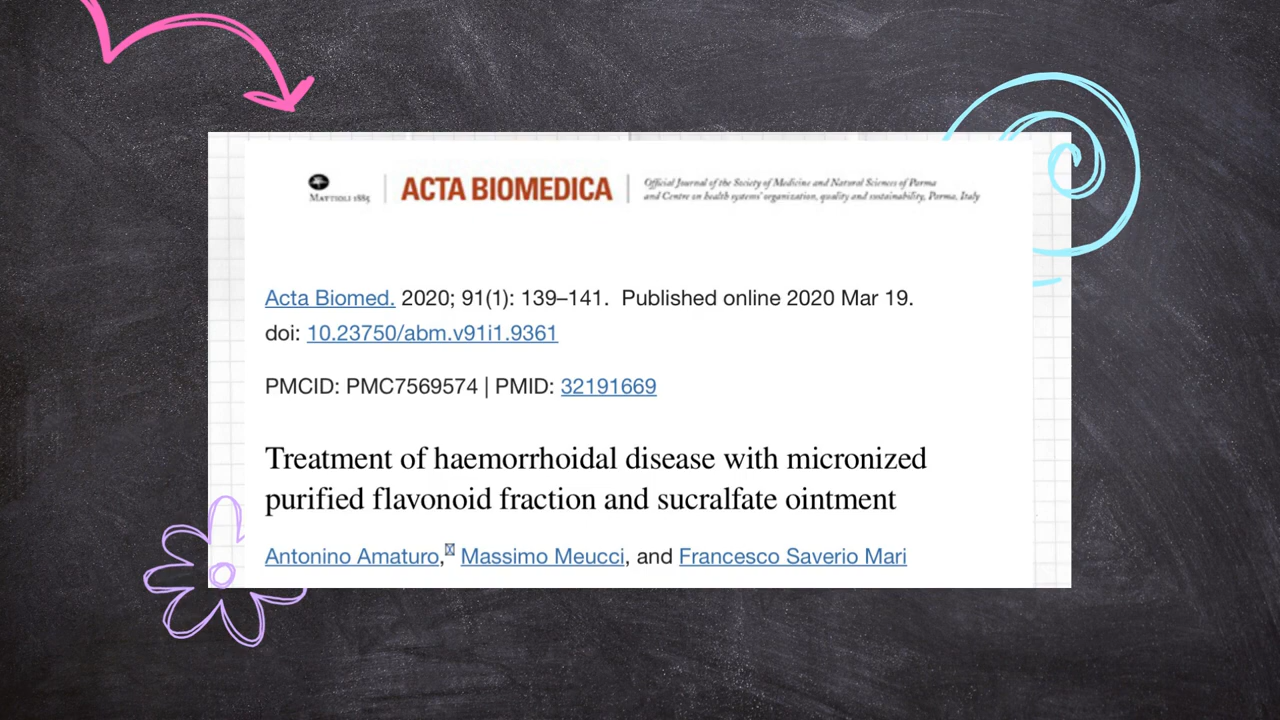 MATTIOLI 1885
ACTA BIOMEDICA
Official Journal of the Society of Medicine and Natural Sciences of Parma
and Centre on health systems' organization, quality and sustainability, Parma, Italy
Acta Biomed. 2020; 91(1): 139–141.  Published online 2020 Mar 19.
doi: 10.23750/abm.v91i1.9361
PMCID: PMC7569574 | PMID: 32191669
Treatment of haemorrhoidal disease with micronized
purified flavonoid fraction and sucralfate ointment
Antonino Amaturo, Massimo Meucci, and Francesco Saverio Mari